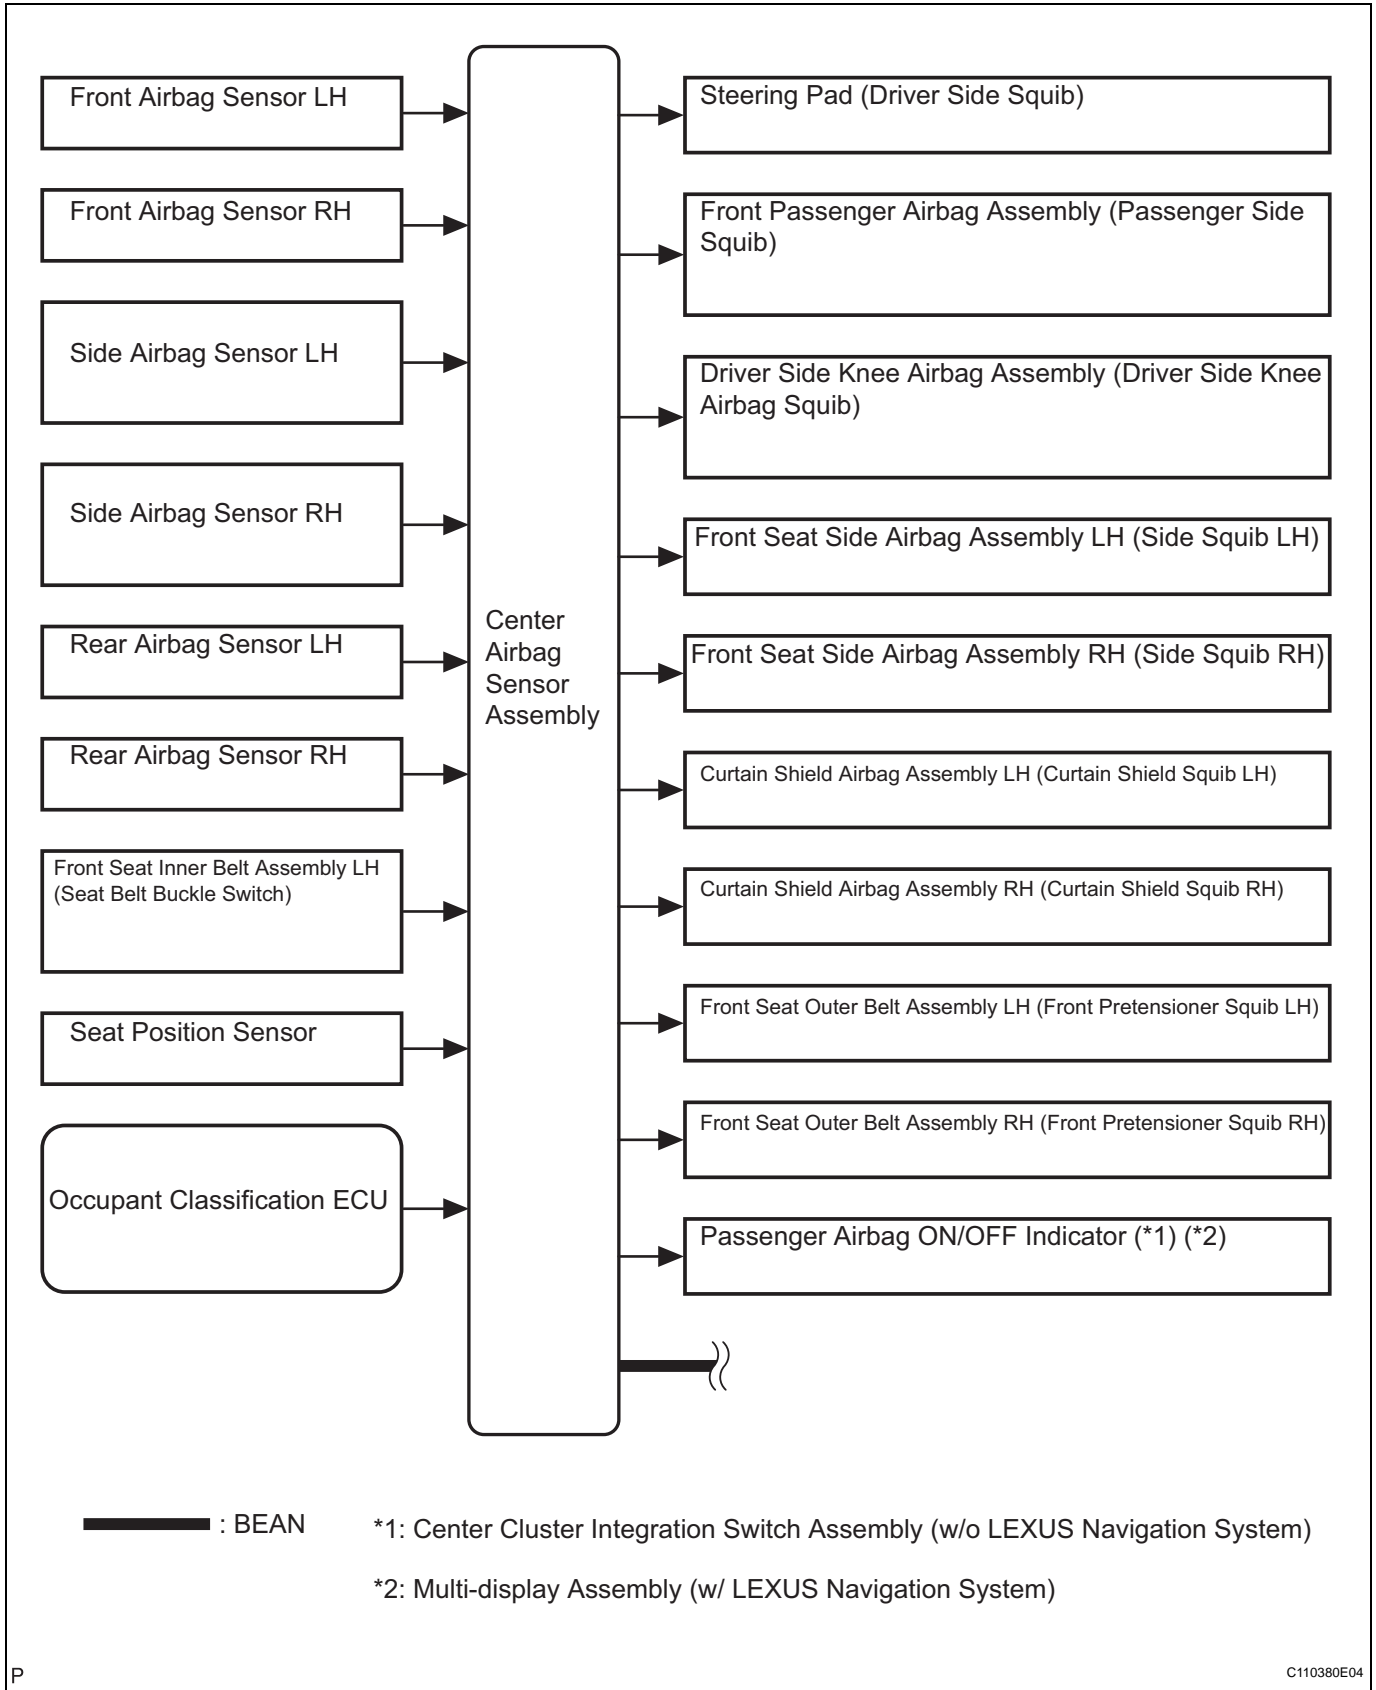 Front Airbag Sensor LH
Front Airbag Sensor RH
Side Airbag Sensor LH
Side Airbag Sensor RH
Rear Airbag Sensor LH
Rear Airbag Sensor RH
Front Seat Inner Belt Assembly LH
(Seat Belt Buckle Switch)
Seat Position Sensor
Occupant Classification ECU
Center
Airbag
Sensor
Assembly
Steering Pad (Driver Side Squib)
Front Passenger Airbag Assembly (Passenger Side
Squib)
Driver Side Knee Airbag Assembly (Driver Side Knee
Airbag Squib)
Front Seat Side Airbag Assembly LH (Side Squib LH)
Front Seat Side Airbag Assembly RH (Side Squib RH)
Curtain Shield Airbag Assembly LH (Curtain Shield Squib LH)
Curtain Shield Airbag Assembly RH (Curtain Shield Squib RH)
Front Seat Outer Belt Assembly LH (Front Pretensioner Squib LH)
Front Seat Outer Belt Assembly RH (Front Pretensioner Squib RH)
Passenger Airbag ON/OFF Indicator (*1) (*2)
: BEAN
*1: Center Cluster Integration Switch Assembly (w/o LEXUS Navigation System)
*2: Multi-display Assembly (w/ LEXUS Navigation System)
P
C110380E04